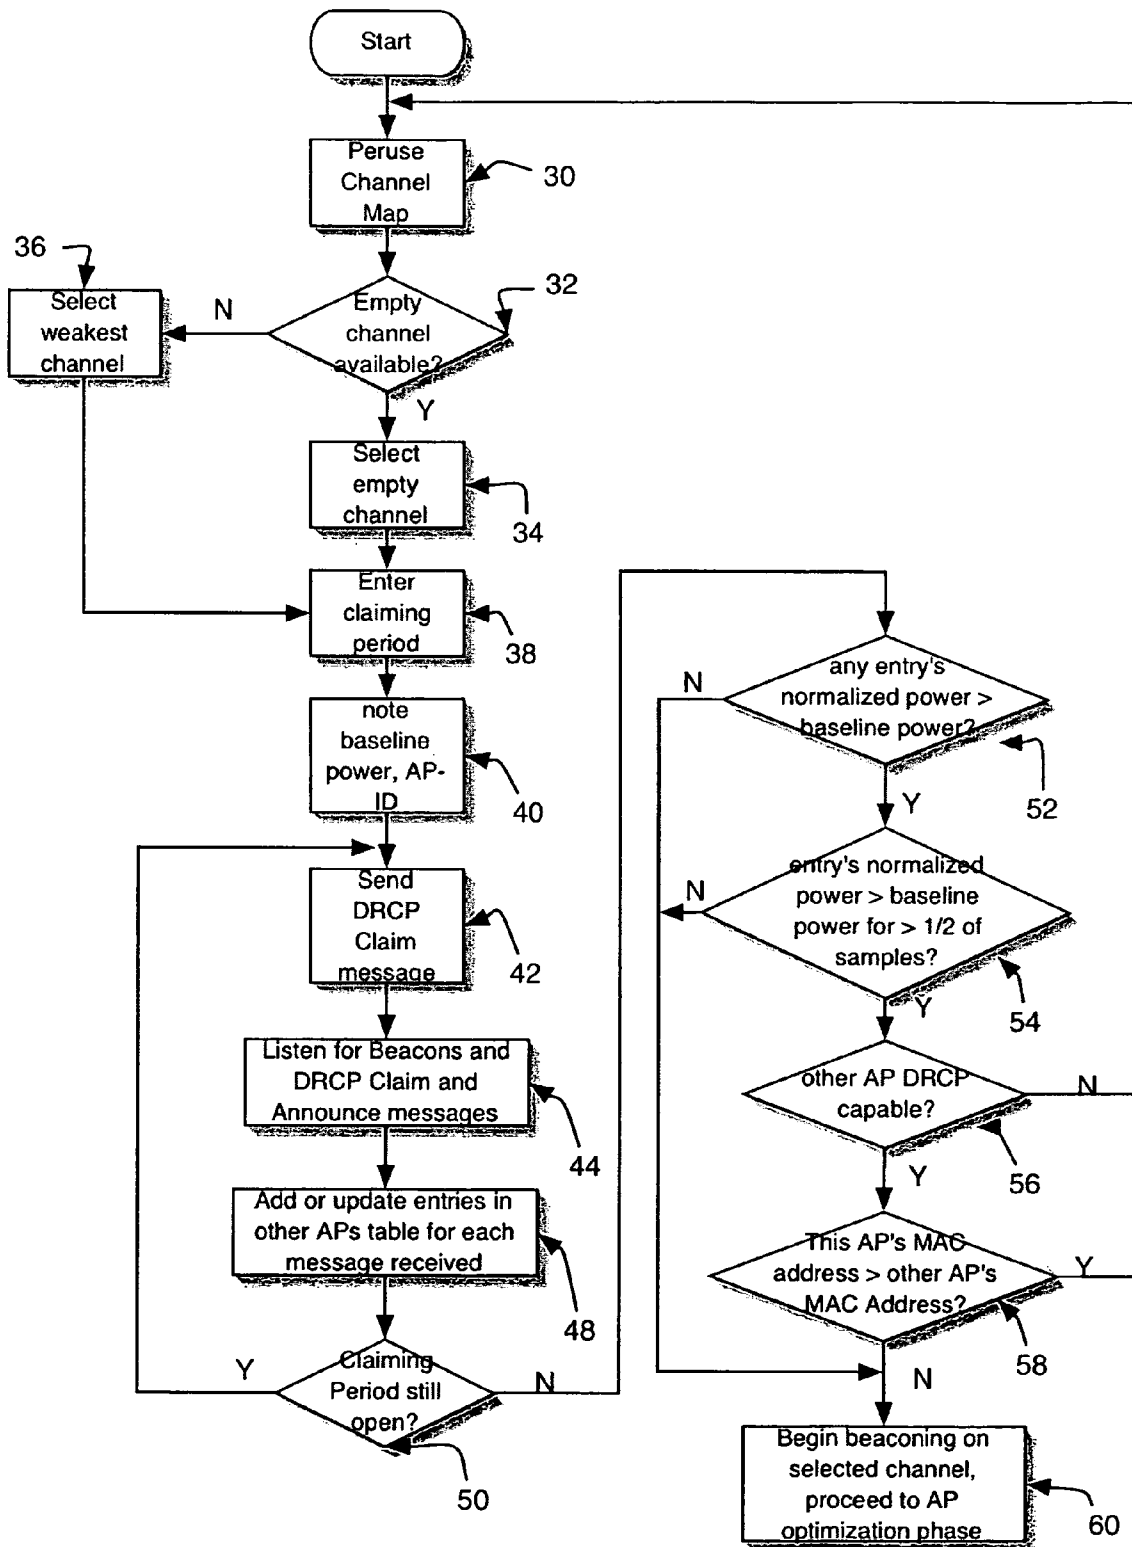 Start
Peruse
Channel
Map
30
36
Select
weakest
channel
N
Empty
channel
available?
32
Y
Select
empty
channel
34
Enter
claiming
period
38
note
baseline
power, AP-
ID
40
Send
DRCP
Claim
message
42
Listen for Beacons and
DRCP Claim and
Announce messages
44
Add or update entries in
other APs table for each
message received
48
Y
Claiming
Period still
open?
N
50
N
any entry's
normalized power >
baseline power?
52
Y
N
entry's normalized
power > baseline
power for > 1/2 of
samples?
54
Y
other AP DRCP
capable?
N
56
Y
This AP's MAC
address > other AP's
MAC Address?
Y
58
N
Begin beaconing on
selected channel,
proceed to AP
optimization phase
60